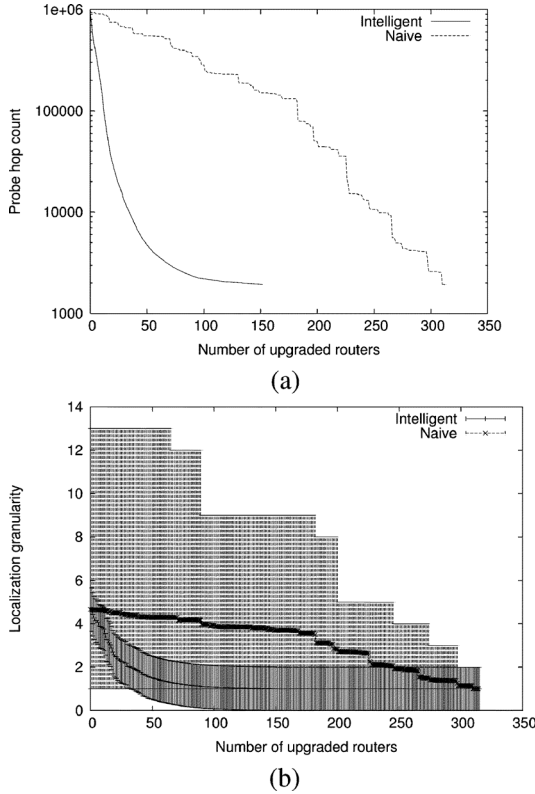 1e+06
100000
10000
1000
Probe hop count
Intelligent
Naive
0 50 100 150 200 250 300 350
Number of upgraded routers
(a)
14
12
10
8
6
4
2
0
Localization granularity
Intelligent
Naive
0 50 100 150 200 250 300 350
Number of upgraded routers
(b)